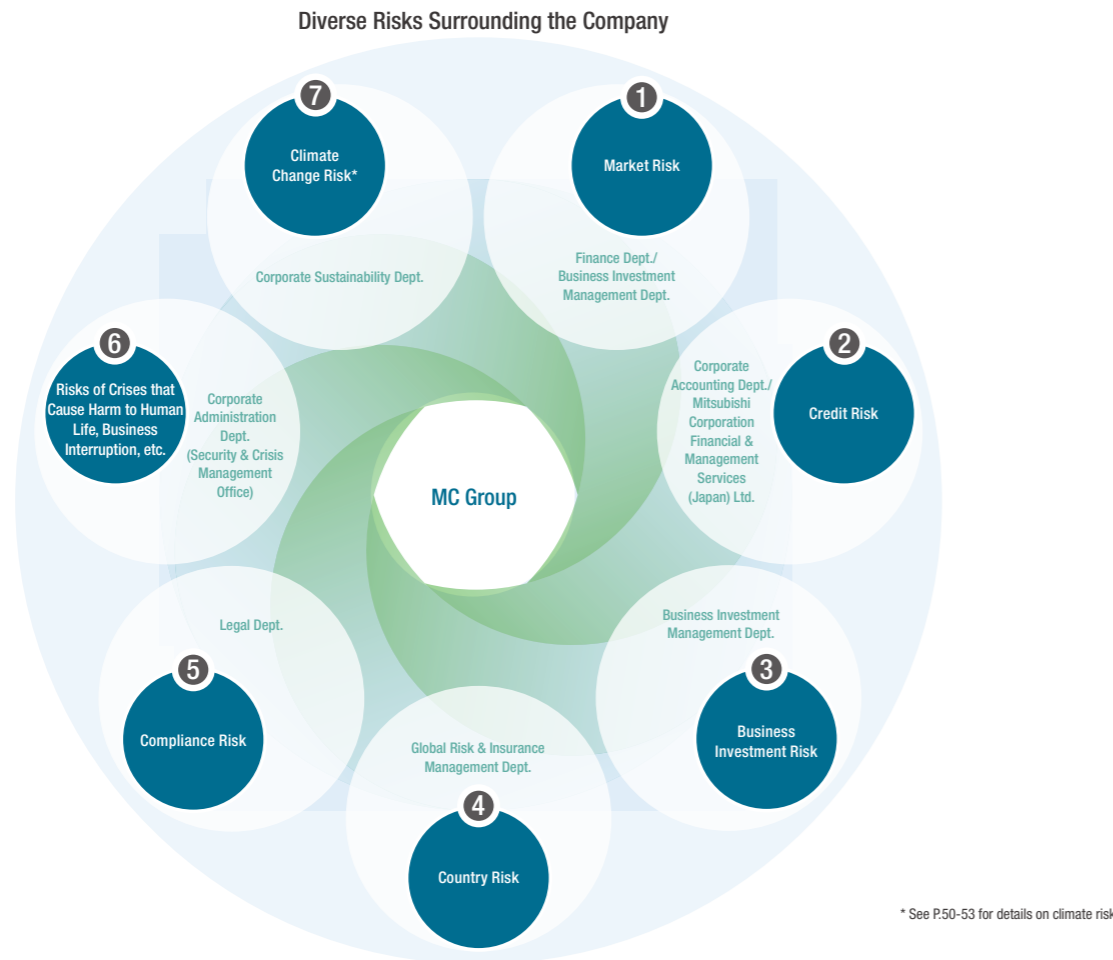 Diverse Risks Surrounding the Company
1
Market Risk
Finance Dept./
Business Investment
Management Dept.
2
Credit Risk
Corporate
Accounting Dept./
Mitsubishi
Corporation
Financial &
Management
Services
(Japan) Ltd.
3
Business
Investment Risk
Business Investment
Management Dept.
4
Country Risk
Global Risk & Insurance
Management Dept.
5
Compliance Risk
Legal Dept.
6
Risks of Crises that
Cause Harm to Human
Life, Business
Interruption, etc.
Corporate
Administration
Dept.
(Security & Crisis
Management
Office)
7
Climate
Change Risk*
Corporate Sustainability Dept.
MC Group
* See P.50-53 for details on climate risk